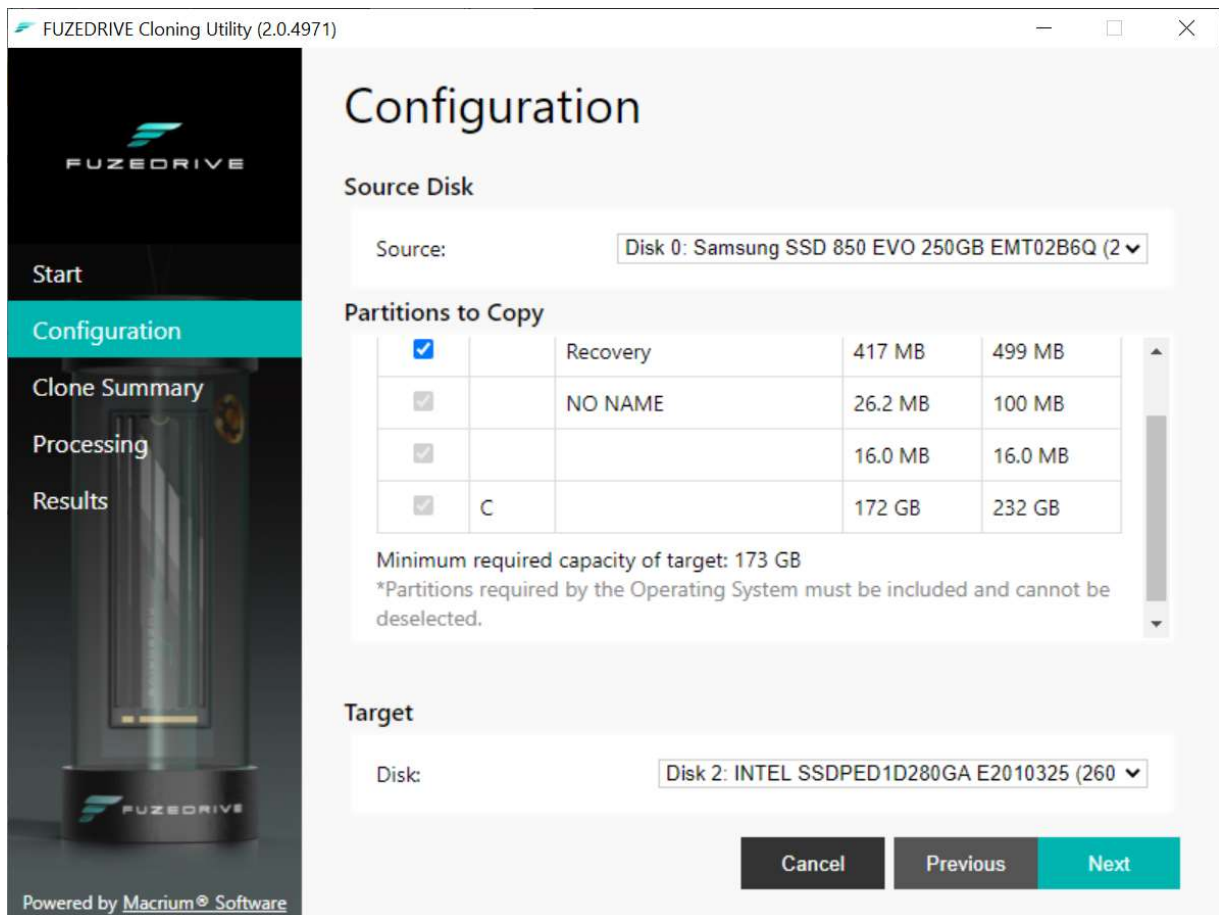 FUZEDRIVE Cloning Utility (2.0.4971)
FUZEDRIVE
Start
Configuration
Clone Summary
Processing
Results
FUZEDRIVE
Powered by Macrium® Software
Configuration
Source Disk
Source: Disk 0: Samsung SSD 850 EVO 250GB EMT02B6Q (2
Partitions to Copy
Recovery 417 MB 499 MB
NO NAME 26.2 MB 100 MB
16.0 MB 16.0 MB
C 172 GB 232 GB
Minimum required capacity of target: 173 GB
*Partitions required by the Operating System must be included and cannot be
deselected.
Target
Disk: Disk 2: INTEL SSDPED1D280GA E2010325 (260
Cancel Previous Next